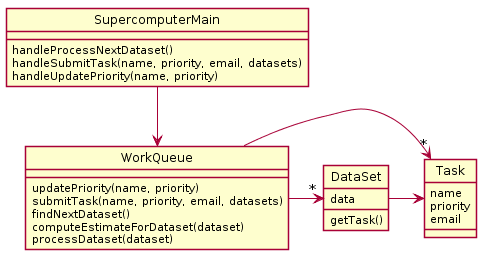 SupercomputerMain
handleProcessNextDataset()
handleSubmitTask(name, priority, email, datasets)
handleUpdatePriority(name, priority)
WorkQueue
updatePriority(name, priority)
submitTask(name, priority, email, datasets)
findNextDataset()
computeEstimateForDataset(dataset)
processDataset(dataset)
*
DataSet
data
getTask()
*
Task
name
priority
email